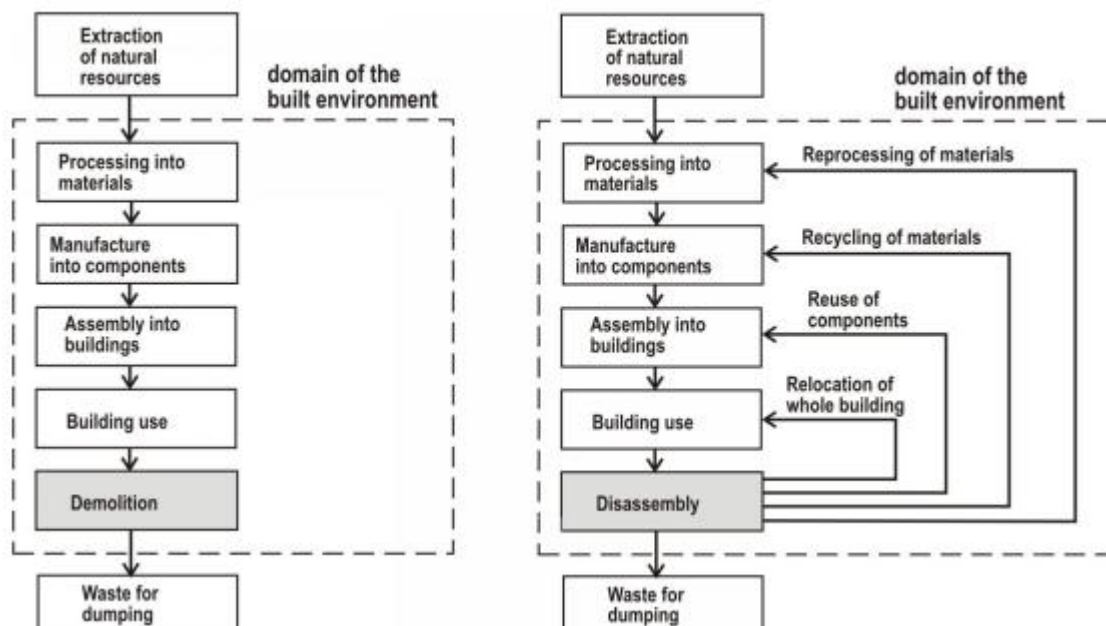 Extraction
of natural
resources
domain of the
built environment
Processing into
materials
Manufacture
into components
Assembly into
buildings
Building use
Demolition
Waste for
dumping
Extraction
of natural
resources
domain of the
built environment
Processing into
materials
Reprocessing of materials
Manufacture
into components
Recycling of materials
Assembly into
buildings
Reuse of
components
Building use
Relocation of
whole building
Disassembly
Waste for
dumping